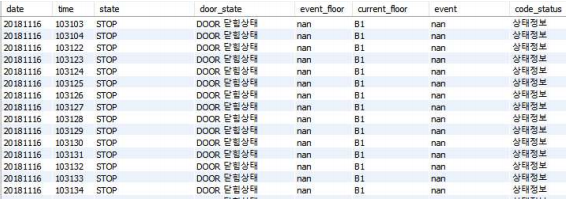 date time state door_state event_floor current_floor event code_status
20181116 103103 STOP DOOR 닫힘상태 nan B1 nan 상태정보
20181116 103104 STOP DOOR 닫힘상태 nan B1 nan 상태정보
20181116 103122 STOP DOOR 닫힘상태 nan B1 nan 상태정보
20181116 103123 STOP DOOR 닫힘상태 nan B1 nan 상태정보
20181116 103124 STOP DOOR 닫힘상태 nan B1 nan 상태정보
20181116 103125 STOP DOOR 닫힘상태 nan B1 nan 상태정보
20181116 103126 STOP DOOR 닫힘상태 nan B1 nan 상태정보
20181116 103127 STOP DOOR 닫힘상태 nan B1 nan 상태정보
20181116 103128 STOP DOOR 닫힘상태 nan B1 nan 상태정보
20181116 103129 STOP DOOR 닫힘상태 nan B1 nan 상태정보
20181116 103130 STOP DOOR 닫힘상태 nan B1 nan 상태정보
20181116 103131 STOP DOOR 닫힘상태 nan B1 nan 상태정보
20181116 103132 STOP DOOR 닫힘상태 nan B1 nan 상태정보
20181116 103133 STOP DOOR 닫힘상태 nan B1 nan 상태정보
20181116 103134 STOP DOOR 닫힘상태 nan B1 nan 상태정보